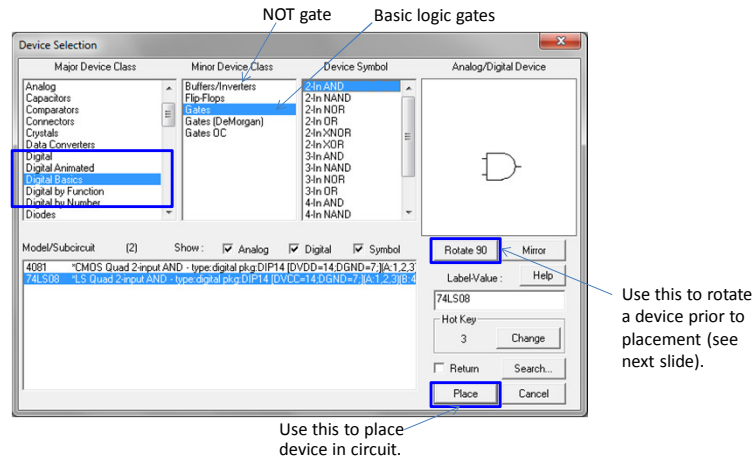 NOT gate
Basic logic gates
Device Selection
Major Device Class
Minor Device Class
Device Symbol
Analog/Digital Device
Analog
Capacitors
Comparators
Connectors
Crystals
Data Converters
Digital
Digital Animated
Digital Basics
Digital by Function
Digital by Number
Diodes
Buffers/Inverters
Flip-Flops
Gates
Gates (DeMorgan)
Gates OC
2-In AND
2-In NAND
2-In NOR
2-In OR
2-In XNOR
2-In XOR
3-In AND
3-In NAND
3-In NOR
3-In OR
4-In AND
4-In NAND
Model/Subcircuit (2) Show : Analog Digital Symbol
4081 *CMOS Quad 2-input AND - type:digital pkg:DIP14 [DVDD=14;DGND=7;](A:1,2,3)
74LS08 *LS Quad 2-input AND - type:digital pkg:DIP14 [DVCC=14;DGND=7;](A:1,2,3)(B:4
Rotate 90
Mirror
Label-Value :
Help
74LS08
Hot Key
3
Change
Return
Search...
Place
Cancel
Use this to rotate
a device prior to
placement (see
next slide).
Use this to place
device in circuit.